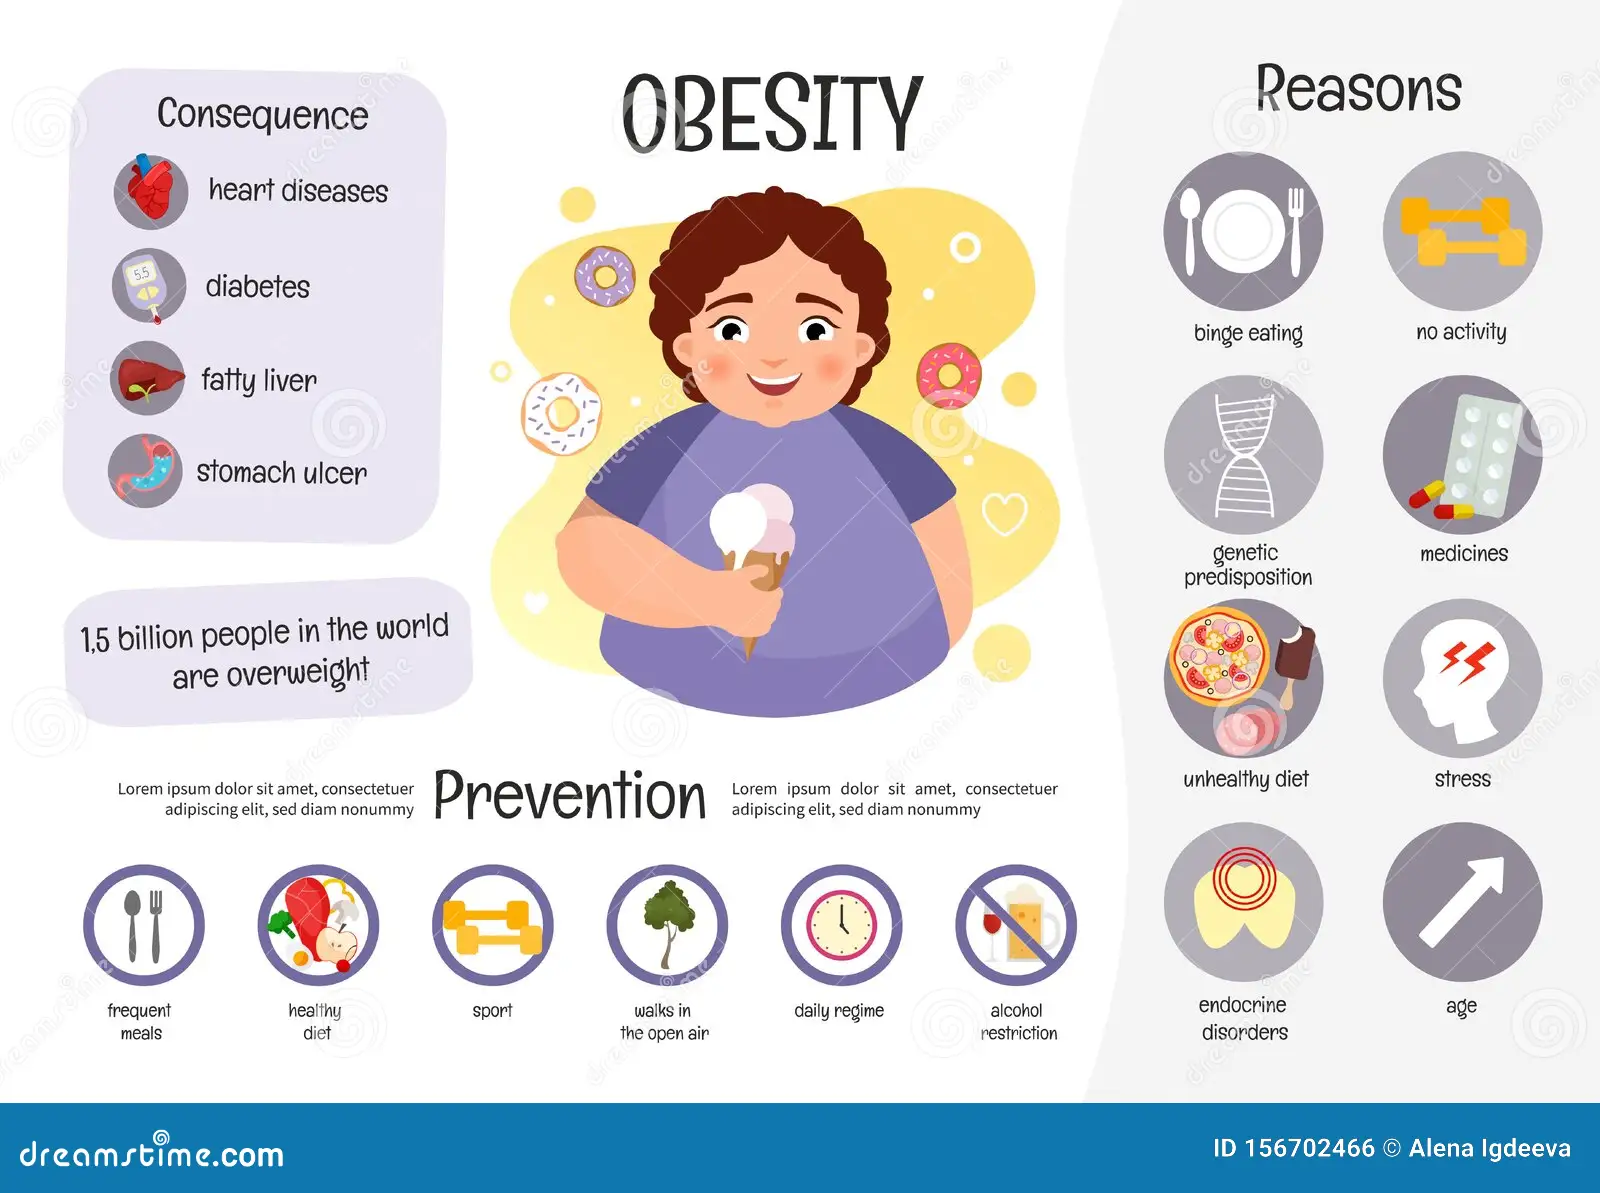 OBESITY
Consequence
heart diseases
5.5
diabetes
fatty liver
stomach ulcer
1,5 billion people in the world
are overweight
Reasons
binge eating
no activity
genetic
predisposition
medicines
unhealthy diet
stress
endocrine
disorders
age
Lorem ipsum dolor sit amet, consectetuer
adipiscing elit, sed diam nonummy
Prevention
Lorem ipsum dolor sit amet, consectetuer
adipiscing elit, sed diam nonummy
frequent
meals
healthy
diet
sport
walks in
the open air
daily regime
alcohol
restriction
dreamstime.com
ID 156702466 © Alena Igdeeva